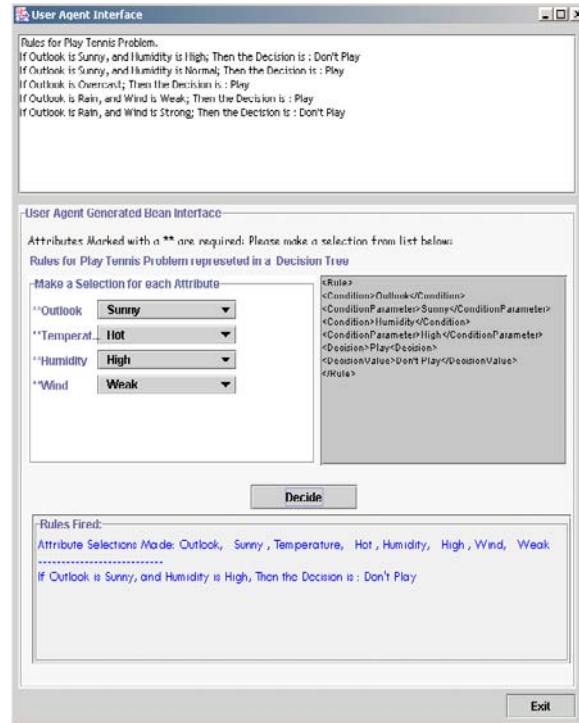 User Agent Interface
Rules for Play Tennis Problem.
If Outlook is Sunny, and Humidity is High; Then the Decision is : Don't Play
If Outlook is Sunny, and Humidity is Normal; Then the Decision is : Play
If Outlook is Overcast; Then the Decision is : Play
If Outlook is Rain, and Wind is Weak; Then the Decision is : Play
If Outlook is Rain, and Wind is Strong; Then the Decision is : Don't Play
User Agent Generated Bean Interface
Attributes Marked with a ** are required: Please make a selection from list below:
Rules for Play Tennis Problem represeted in a Decision Tree
Make a Selection for each Attribute
**Outlook Sunny
**Temperat... Hot
**Humidity High
**Wind Weak
<Rule>
<Condition>Outlook</Condition>
<ConditionParameter>Sunny</ConditionParameter>
<Condition>Humidity</Condition>
<ConditionParameter>High</ConditionParameter>
<Decision>Play<Decision>
<DecisionValue>Don't Play</DecisionValue>
</Rule>
Decide
Rules Fired:
Attribute Selections Made: Outlook, Sunny , Temperature, Hot , Humidity, High , Wind, Weak
---------------------------
If Outlook is Sunny, and Humidity is High, Then the Decision is : Don't Play
Exit